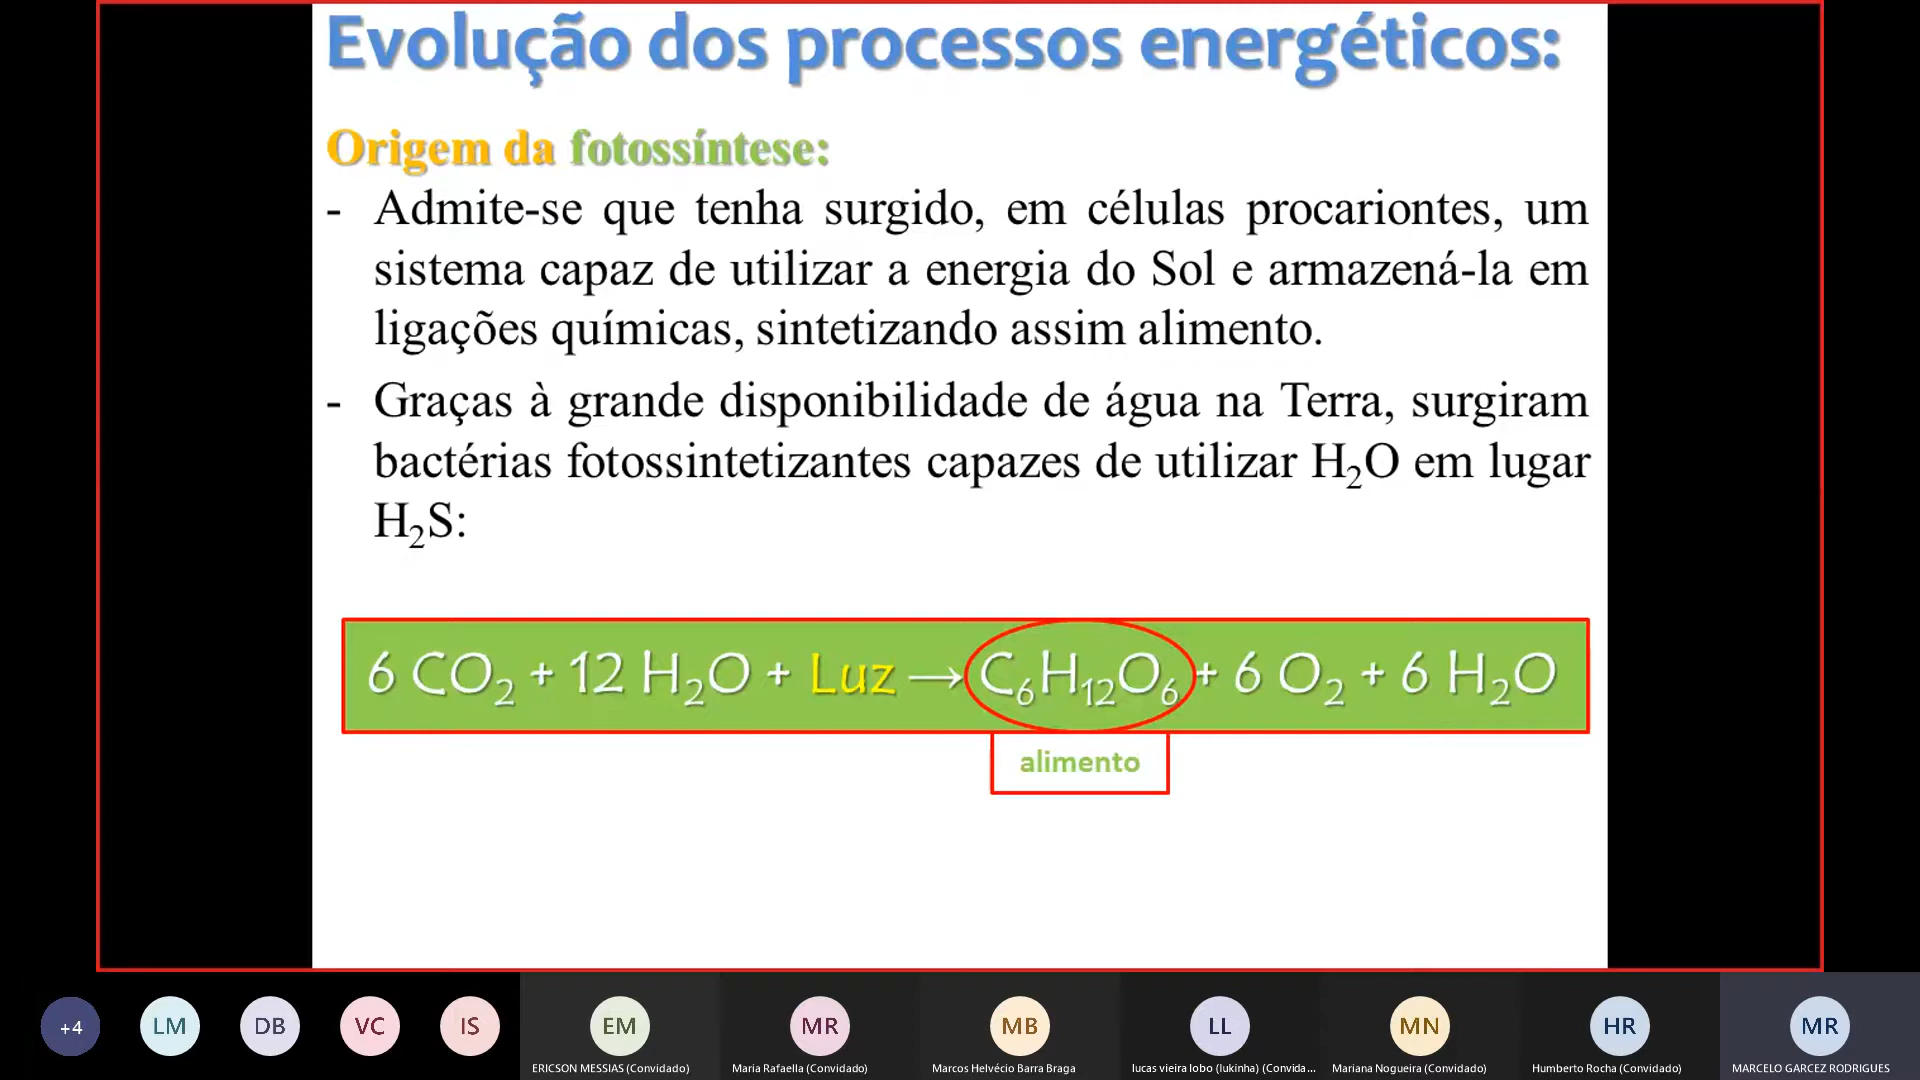 Evolução dos processos energéticos:
Origem da fotossíntese:
- Admite-se que tenha surgido, em células procariontes, um
sistema capaz de utilizar a energia do Sol e armazená-la em
ligações químicas, sintetizando assim alimento.
- Graças à grande disponibilidade de água na Terra, surgiram
bactérias fotossintetizantes capazes de utilizar H₂O em lugar
H₂S:
6 CO₂ + 12 H₂O + Luz → C₆H₁₂O₆ + 6 O₂ + 6 H₂O
alimento
+4 LM DB VC IS EM MR MB LL MN HR MR
ERICSON MESSIAS (Convidado) Maria Rafaella (Convidado) Marcos Helvécio Barra Braga lucas vieira lobo (lukinha) (Convida... Mariana Nogueira (Convidado) Humberto Rocha (Convidado) MARCELO GARCEZ RODRIGUES